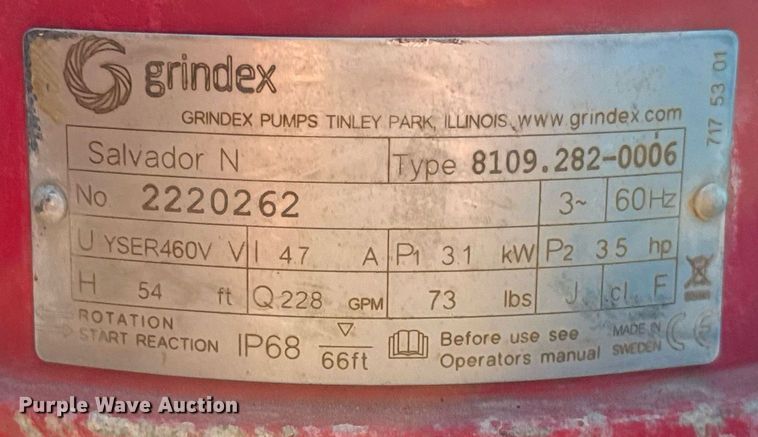 grindex
GRINDEX PUMPS TINLEY PARK, ILLINOIS, www.grindex.com
717 53 01
Salvador N Type 8109.282-0006
No 2220262 3~ 60Hz
U YSER460V V I 4.7 A P1 3.1 kW P2 3.5 hp
H 54 ft Q 228 GPM 73 lbs J .cl. F
ROTATION
START REACTION
IP68 66ft
Before use see
Operators manual
MADE IN
SWEDEN
CE
Purple Wave Auction